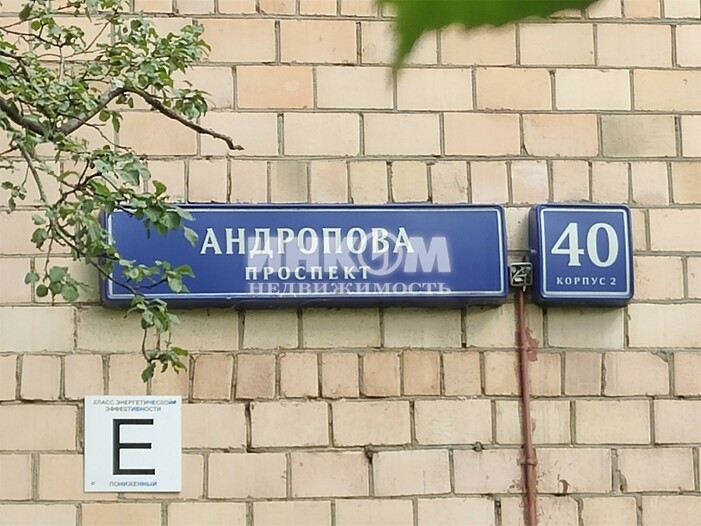 АНДРОПОВА
ПРОСПЕКТ
40
КОРПУС 2
ИНКОМ
НЕДВИЖИМОСТЬ
КЛАСС ЭНЕРГЕТИЧЕСКОЙ
ЭФФЕКТИВНОСТИ
E
ПОНИЖЕННЫЙ